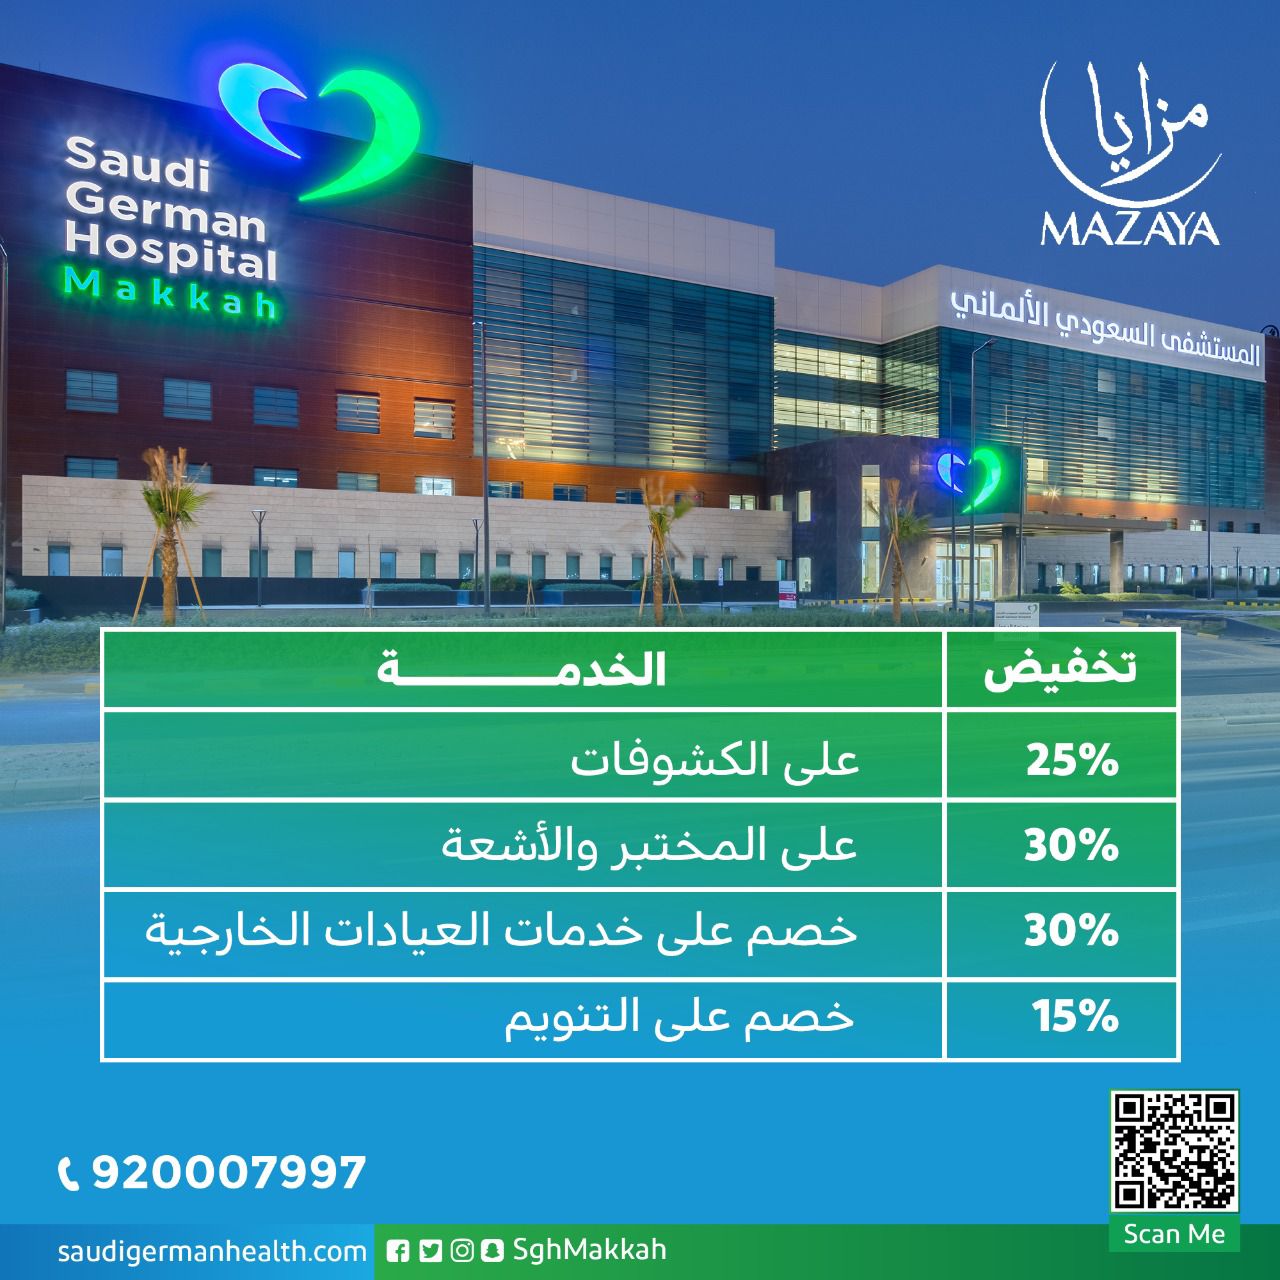 Saudi
German
Hospital
Makkah
مزايا
MAZAYA
المستشفى السعودي الألماني
تخفيض الخدمـــــــــة
25% على الكشوفات
30% على المختبر والأشعة
30% خصم على خدمات العيادات الخارجية
15% خصم على التنويم
920007997
Scan Me
saudigermanhealth.com SghMakkah